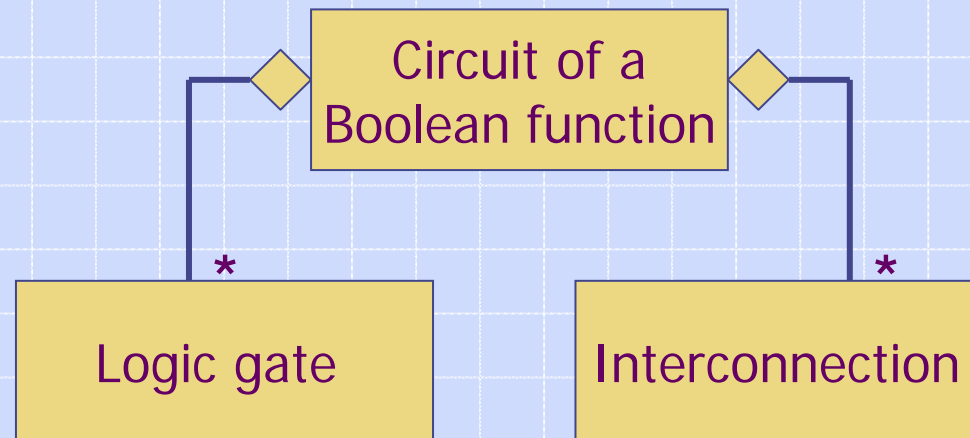 Circuit of a
Boolean function
*
*
Logic gate
Interconnection